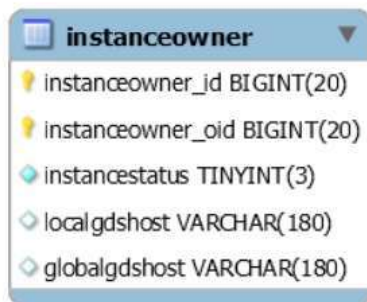 instanceowner
instanceowner_id BIGINT(20)
instanceowner_oid BIGINT(20)
instancestatus TINYINT(3)
localgdshost VARCHAR(180)
globalgdshost VARCHAR(180)